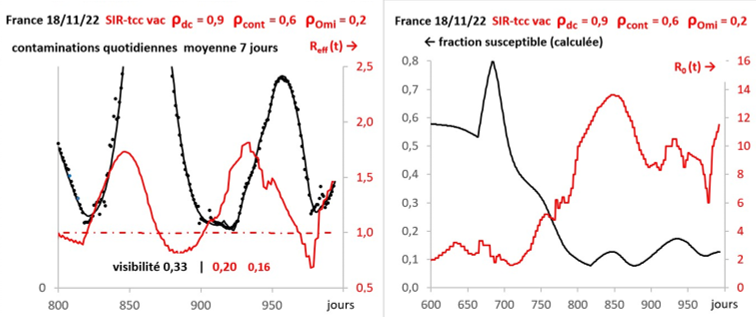 France 18/11/22 SIR-tcc vac ρdc = 0,9 ρcont = 0,6 ρOmi = 0,2
contaminations quotidiennes moyenne 7 jours Reff(t) →
2,5
2,0
1,5
1,0
0,5
0
visibilité 0,33 | 0,20 0,16
800 850 900 950 jours
France 18/11/22 SIR-tcc vac ρdc = 0,9 ρcont = 0,6 ρOmi = 0,2
← fraction susceptible (calculée)
R0(t) →
0,8 16
0,7 14
0,6 12
0,5 10
0,4 8
6
0,3
0,2 4
0,1 2
0,0 0
600 650 700 750 800 850 900 950 jours